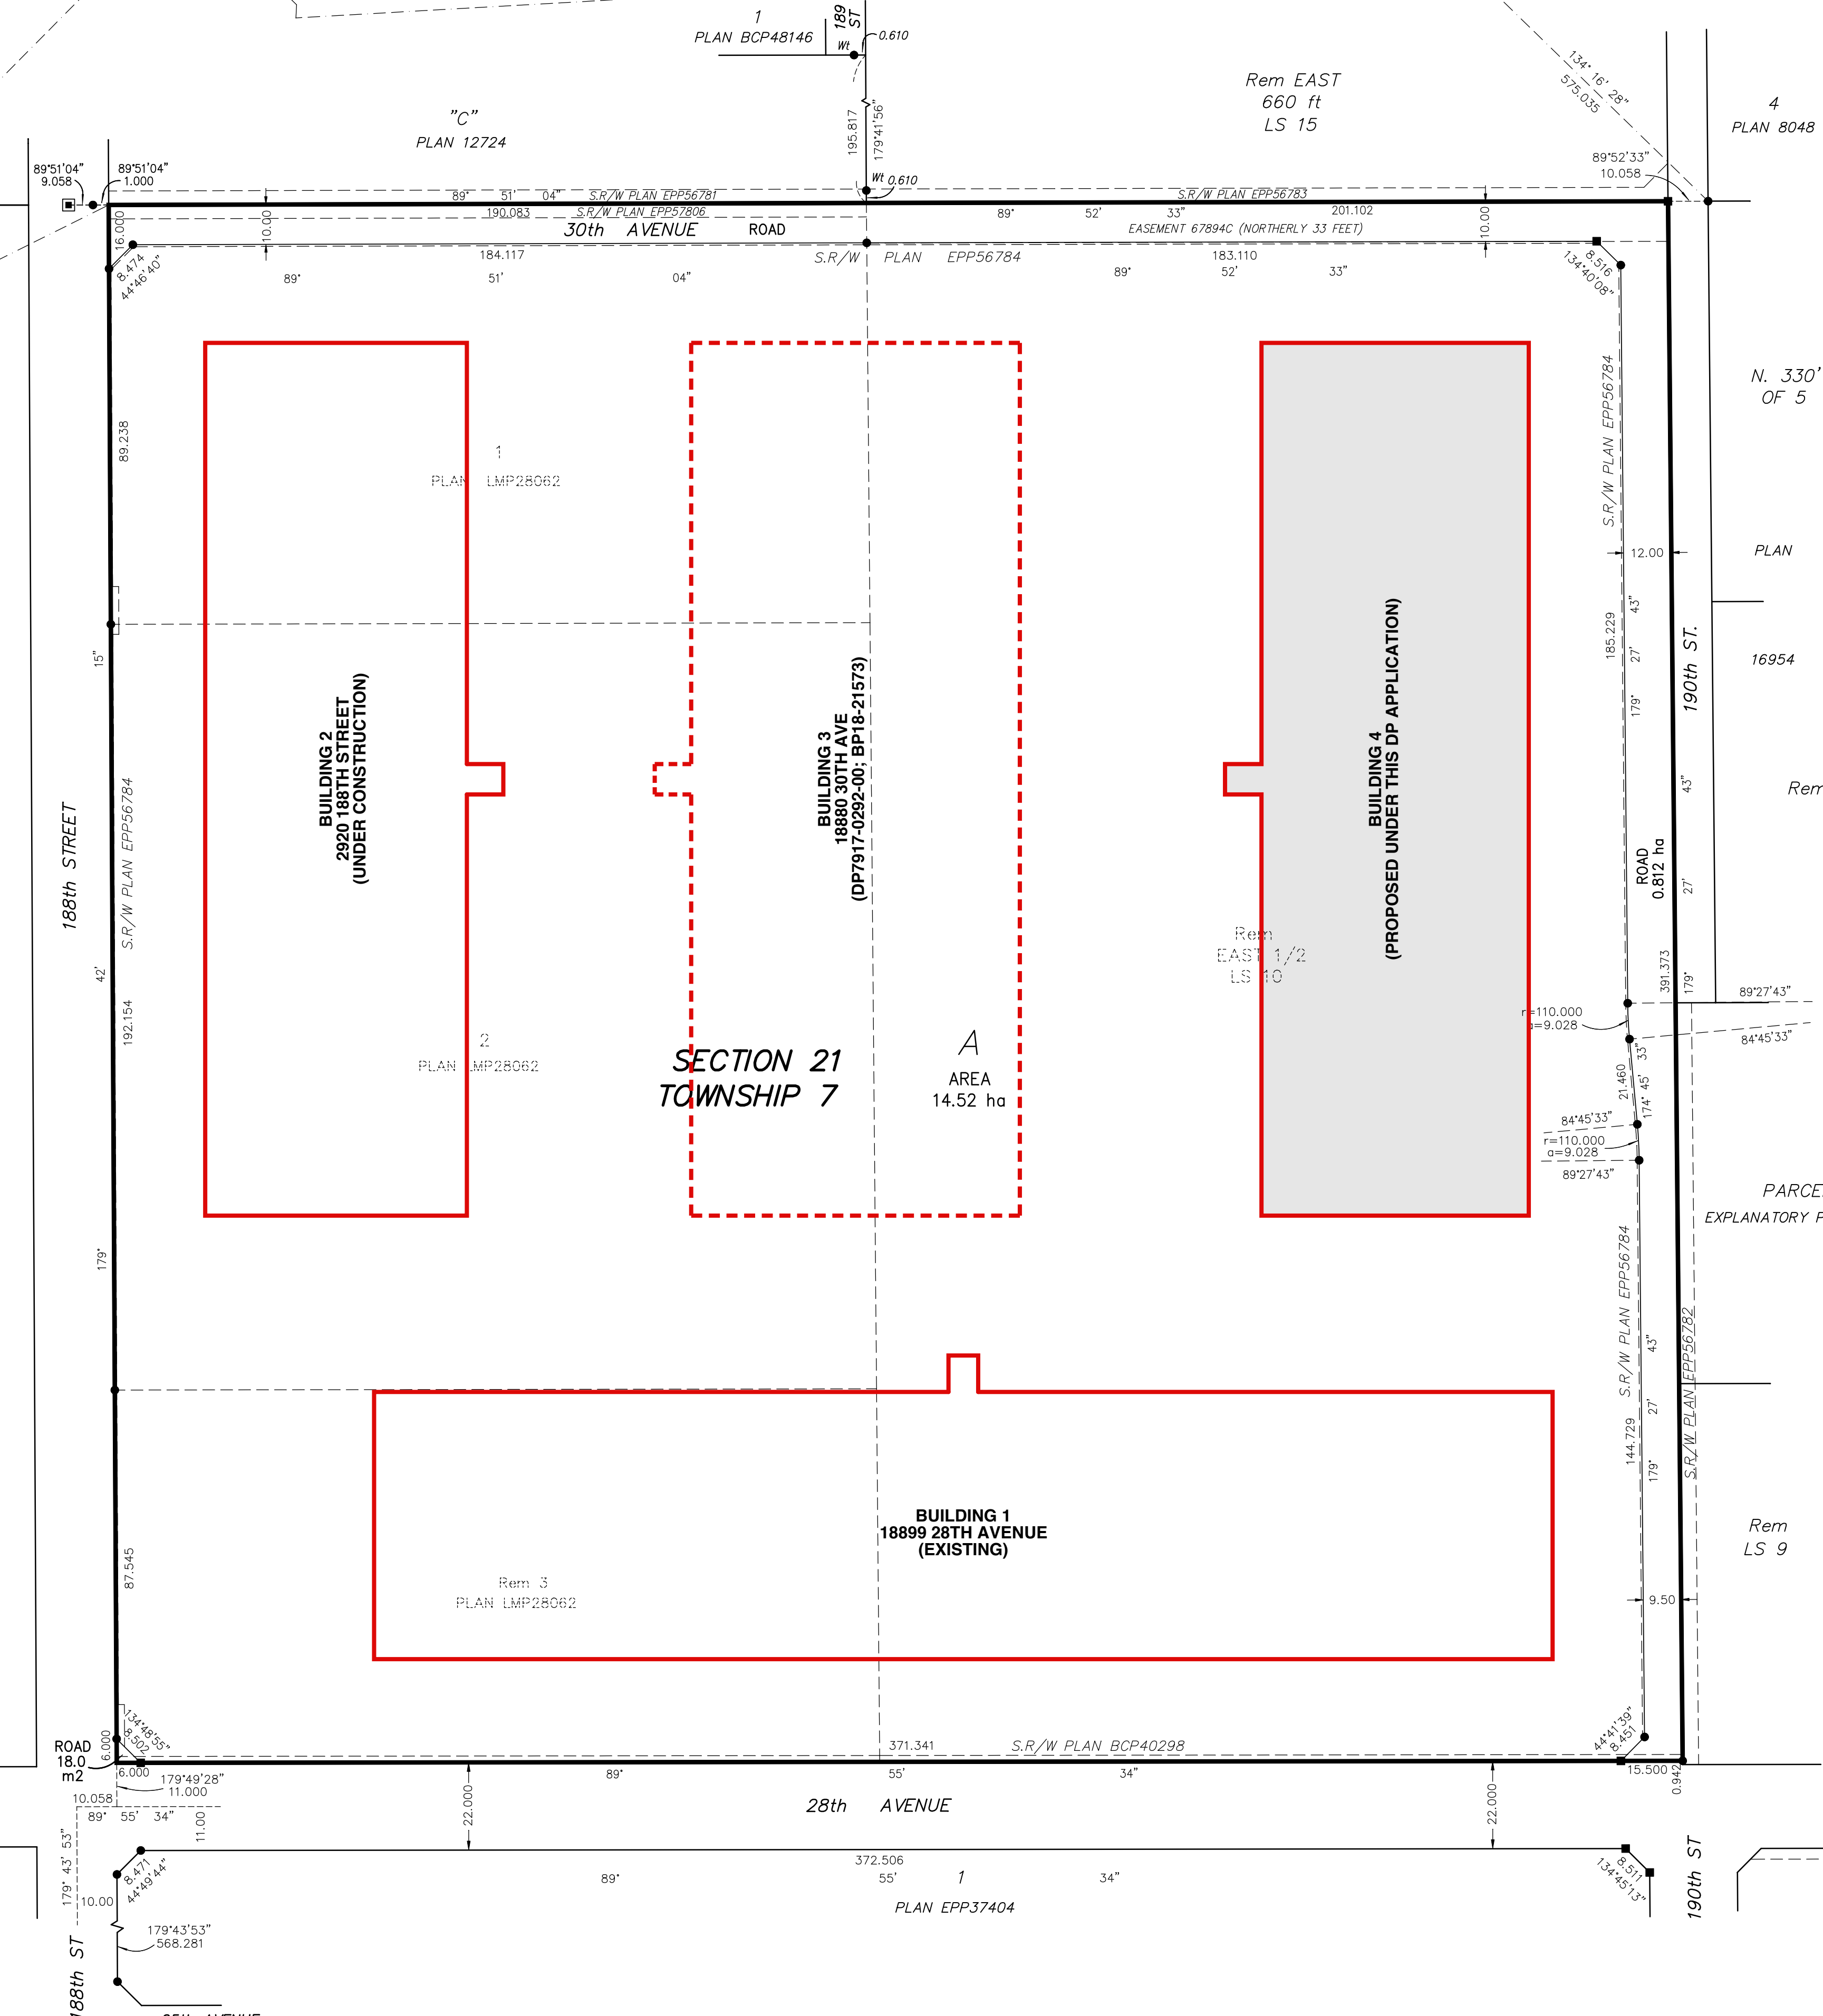 1
PLAN BCP48146
189
ST
Wt
0.610
195.817
179°41'56"
Wt 0.610
"C"
PLAN 12724
Rem EAST
660 ft
LS 15
134° 16' 28"
575.035
4
PLAN 8048
89°51'04"
9.058
89°51'04"
1.000
89°52'33"
10.058
89° 51' 04"
S.R/W PLAN EPP56781
S.R/W PLAN EPP56783
190.083
S.R/W PLAN EPP57806
89° 52' 33"
201.102
16.000
10.00
30th AVENUE ROAD
EASEMENT 67894C (NORTHERLY 33 FEET)
10.00
8.474
44°46'40"
184.117
89° 51' 04"
S.R/W PLAN EPP56784
183.110
89° 52' 33"
8.516
134°40'08"
89.238
1
PLAN LMP28062
S.R/W PLAN EPP56784
N. 330'
OF 5
PLAN
16954
12.00
43"
27'
179°
185.229
190th ST.
15"
BUILDING 2
2920 188TH STREET
(UNDER CONSTRUCTION)
BUILDING 3
18880 30TH AVE
(DP7917-0292-00; BP18-21573)
BUILDING 4
(PROPOSED UNDER THIS DP APPLICATION)
43"
Rem
188th STREET
S.R/W PLAN EPP56784
ROAD
0.812 ha
27'
42'
192.154
Rem
EAST 1/2
LS 10
391.373
179°
89°27'43"
r=110.000
a=9.028
84°45'33"
2
PLAN LMP28062
SECTION 21
TOWNSHIP 7
A
AREA
14.52 ha
33"
174° 45'
21.460
84°45'33"
r=110.000
a=9.028
89°27'43"
PARCE
EXPLANATORY P
179°
S.R/W PLAN EPP56784
43"
27'
179°
144.729
S.R/W PLAN EPP56782
BUILDING 1
18899 28TH AVENUE
(EXISTING)
Rem 3
PLAN LMP28062
87.545
Rem
LS 9
9.50
134°48'55"
8.502
6.000
ROAD
18.0
m2
371.341
S.R/W PLAN BCP40298
44°41'39"
8.451
6.000
89° 55' 34"
15.500
0.942
179°49'28"
11.000
10.058
89° 55' 34"
11.00
22.000
28th AVENUE
22.000
179° 43' 53"
8.471
44°49'44"
372.506
89° 55' 34"
1
PLAN EPP37404
8.511
134°45'13"
190th ST
10.00
179°43'53"
568.281
188th ST